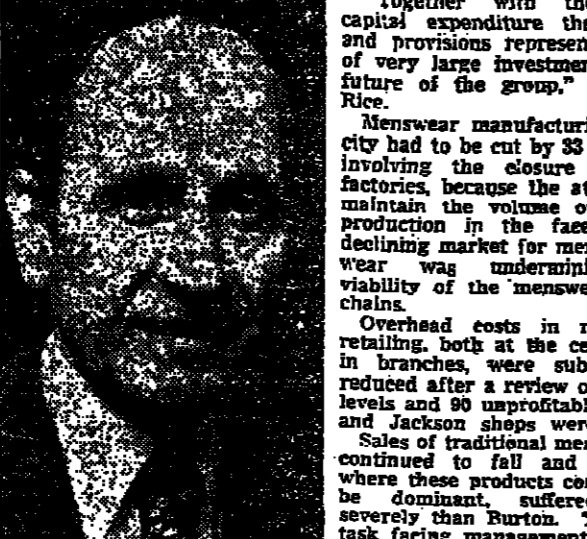 Together with the
capital expenditure the
and provisions represen
of very large investmen
future of the group."
Rice.
Menswear manufacturi
city had to be cut by 33
involving the closure
factories, because the at
maintain the volume o
production in the face
declining market for me
wear was undermini
viability of the menswe
chains.
Overhead costs in r
retailing, both at the ce
in branches, were sub
reduced after a review o
levels and 90 unprofitabl
and Jackson shops were
Sales of traditional me
continued to fall and
where these products co
be dominant, suffere
severely than Burton.
task facing management